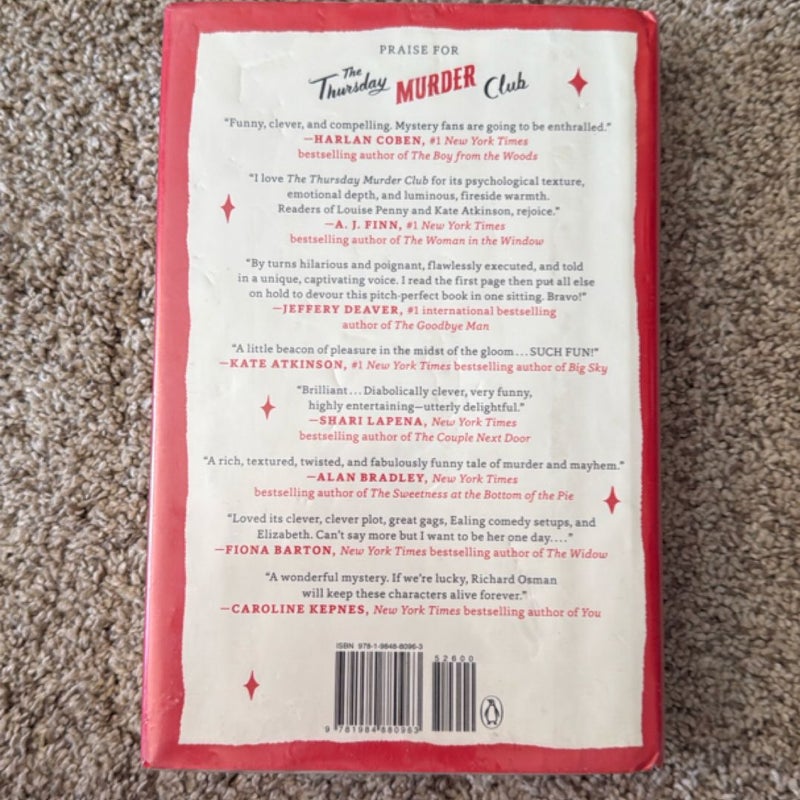 PRAISE FOR
The Thursday MURDER Club
“Funny, clever, and compelling. Mystery fans are going to be enthralled.”
—HARLAN COBEN, #1 New York Times
bestselling author of The Boy from the Woods
“I love The Thursday Murder Club for its psychological texture,
emotional depth, and luminous, fireside warmth.
Readers of Louise Penny and Kate Atkinson, rejoice.”
—A. J. FINN, #1 New York Times
bestselling author of The Woman in the Window
“By turns hilarious and poignant, flawlessly executed, and told
in a unique, captivating voice. I read the first page then put all else
on hold to devour this pitch-perfect book in one sitting. Bravo!”
—JEFFERY DEAVER, #1 international bestselling
author of The Goodbye Man
“A little beacon of pleasure in the midst of the gloom...SUCH FUN!”
—KATE ATKINSON, #1 New York Times bestselling author of Big Sky
“Brilliant...Diabolically clever, very funny,
highly entertaining—utterly delightful.”
—SHARI LAPENA, New York Times
bestselling author of The Couple Next Door
“A rich, textured, twisted, and fabulously funny tale of murder and mayhem.”
—ALAN BRADLEY, New York Times
bestselling author of The Sweetness at the Bottom of the Pie
“Loved its clever, clever plot, great gags, Ealing comedy setups, and
Elizabeth. Can’t say more but I want to be her one day....”
—FIONA BARTON, New York Times bestselling author of The Widow
“A wonderful mystery. If we’re lucky, Richard Osman
will keep these characters alive forever.”
—CAROLINE KEPNES, New York Times bestselling author of You
ISBN 978-1-9848-8096-3
52600
9 781984 880963